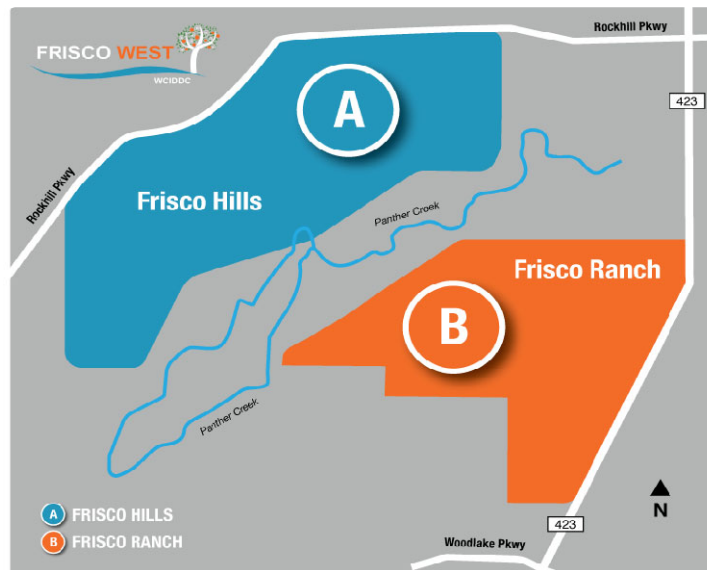 FRISCO WEST
WCIDDC
Rockhill Pkwy
423
A
Rockhill Pkwy
Frisco Hills
Panther Creek
Frisco Ranch
B
Panther Creek
A FRISCO HILLS
B FRISCO RANCH
N
423
Woodlake Pkwy